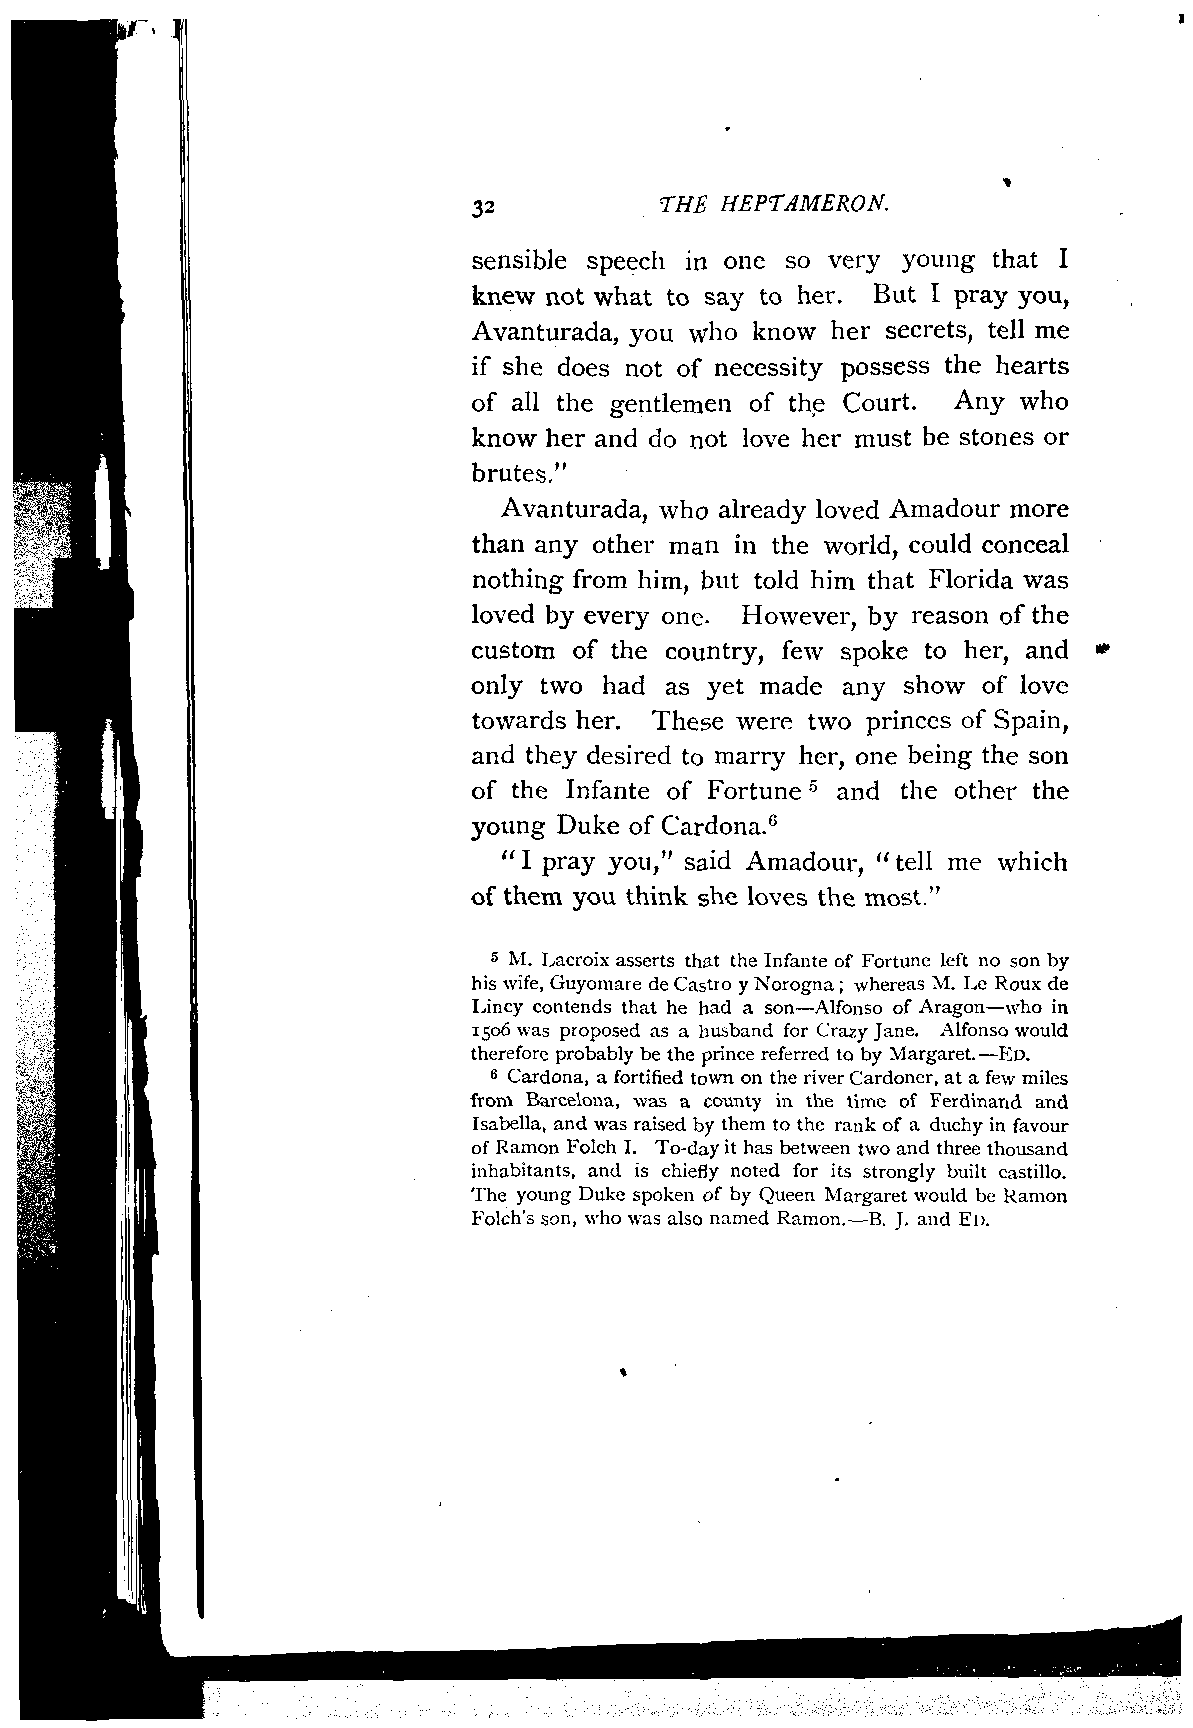 32 THE HEPTAMERON.
sensible speech in one so very young that I
knew not what to say to her. But I pray you,
Avanturada, you who know her secrets, tell me
if she does not of necessity possess the hearts
of all the gentlemen of the Court. Any who
know her and do not love her must be stones or
brutes."
Avanturada, who already loved Amadour more
than any other man in the world, could conceal
nothing from him, but told him that Florida was
loved by every one. However, by reason of the
custom of the country, few spoke to her, and
only two had as yet made any show of love
towards her. These were two princes of Spain,
and they desired to marry her, one being the son
of the Infante of Fortune ⁵ and the other the
young Duke of Cardona.⁶
"I pray you," said Amadour, "tell me which
of them you think she loves the most."
⁵ M. Lacroix asserts that the Infante of Fortune left no son by
his wife, Guyomare de Castro y Norogna; whereas M. Le Roux de
Lincy contends that he had a son—Alfonso of Aragon—who in
1506 was proposed as a husband for Crazy Jane. Alfonso would
therefore probably be the prince referred to by Margaret.—ED.
⁶ Cardona, a fortified town on the river Cardoner, at a few miles
from Barcelona, was a county in the time of Ferdinand and
Isabella, and was raised by them to the rank of a duchy in favour
of Ramon Folch I. To-day it has between two and three thousand
inhabitants, and is chiefly noted for its strongly built castillo.
The young Duke spoken of by Queen Margaret would be Ramon
Folch's son, who was also named Ramon.—B. J. and ED.